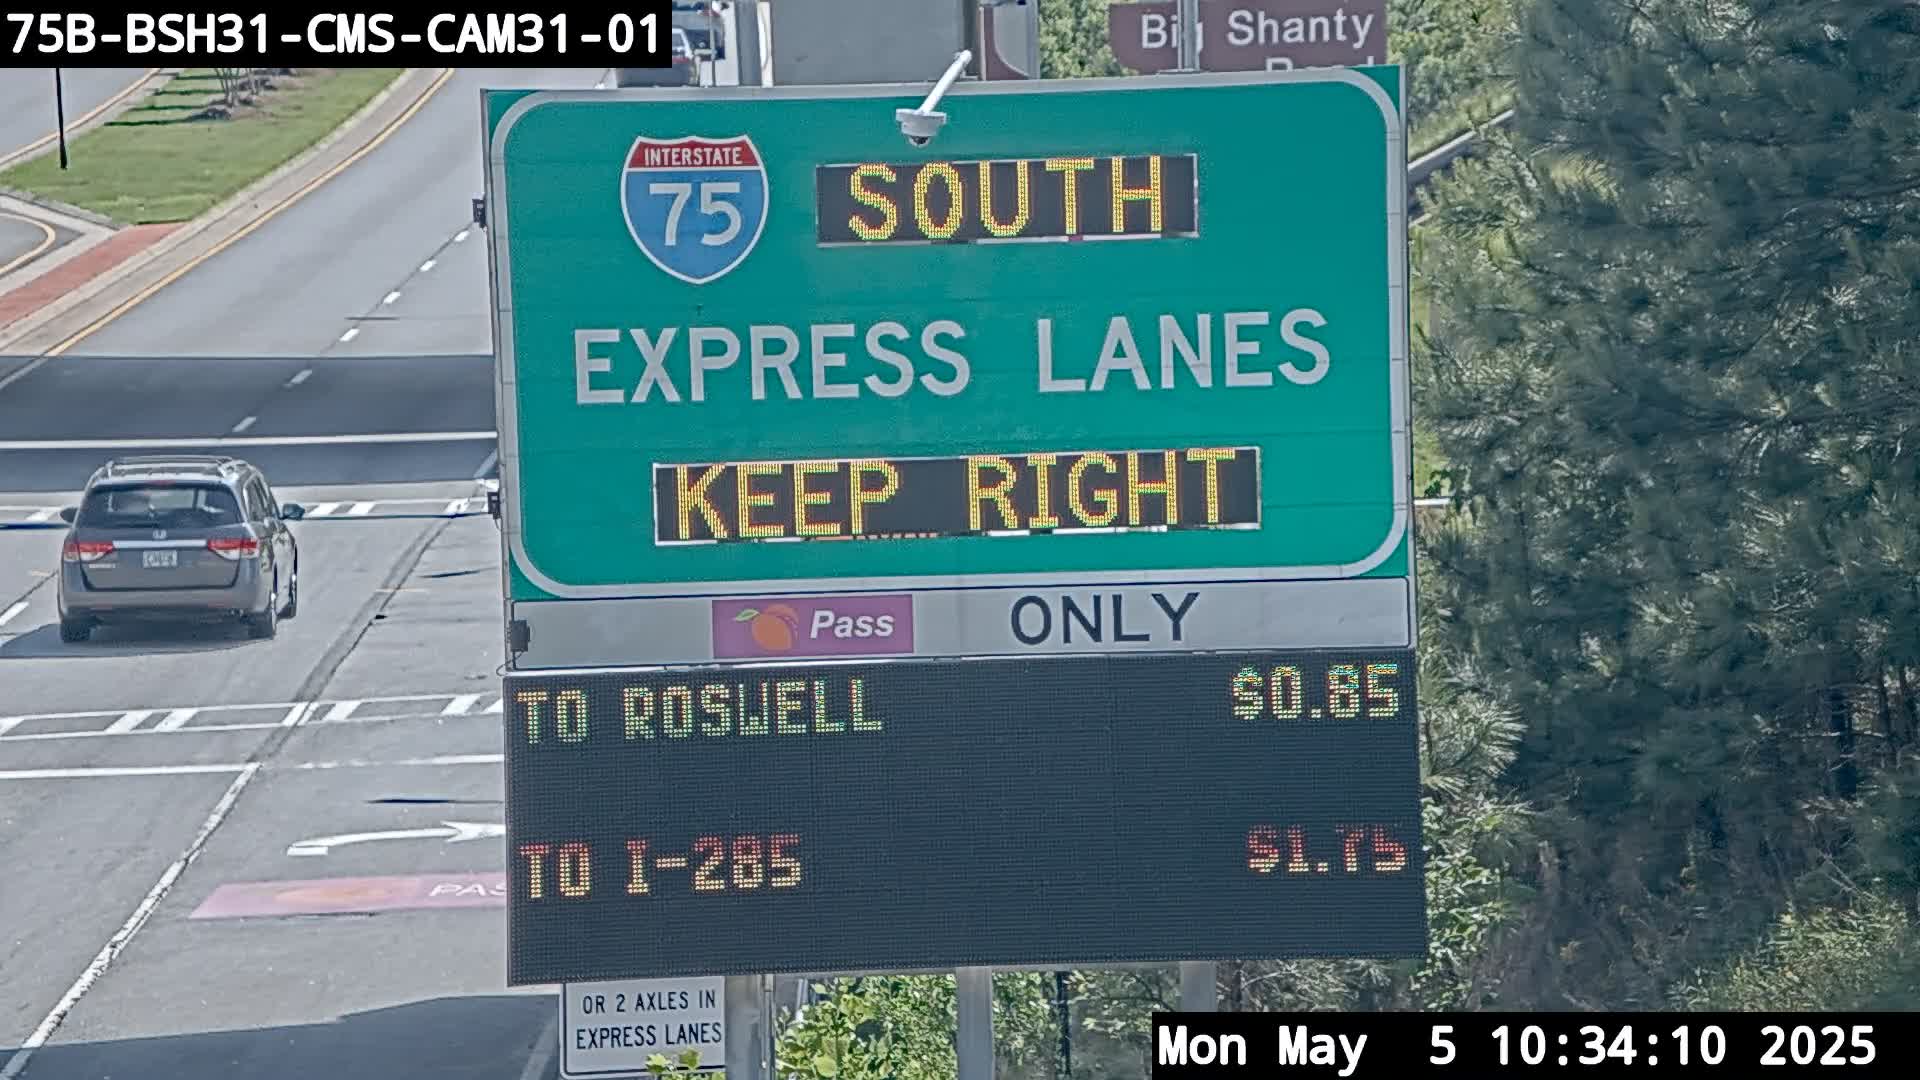 75B-BSH31-CMS-CAM31-01
Big Shanty
Road
INTERSTATE
75
SOUTH
EXPRESS LANES
KEEP RIGHT
Pass
ONLY
TO ROSWELL $0.85
TO I-285 $1.75
OR 2 AXLES IN
EXPRESS LANES
Mon May 5 10:34:10 2025